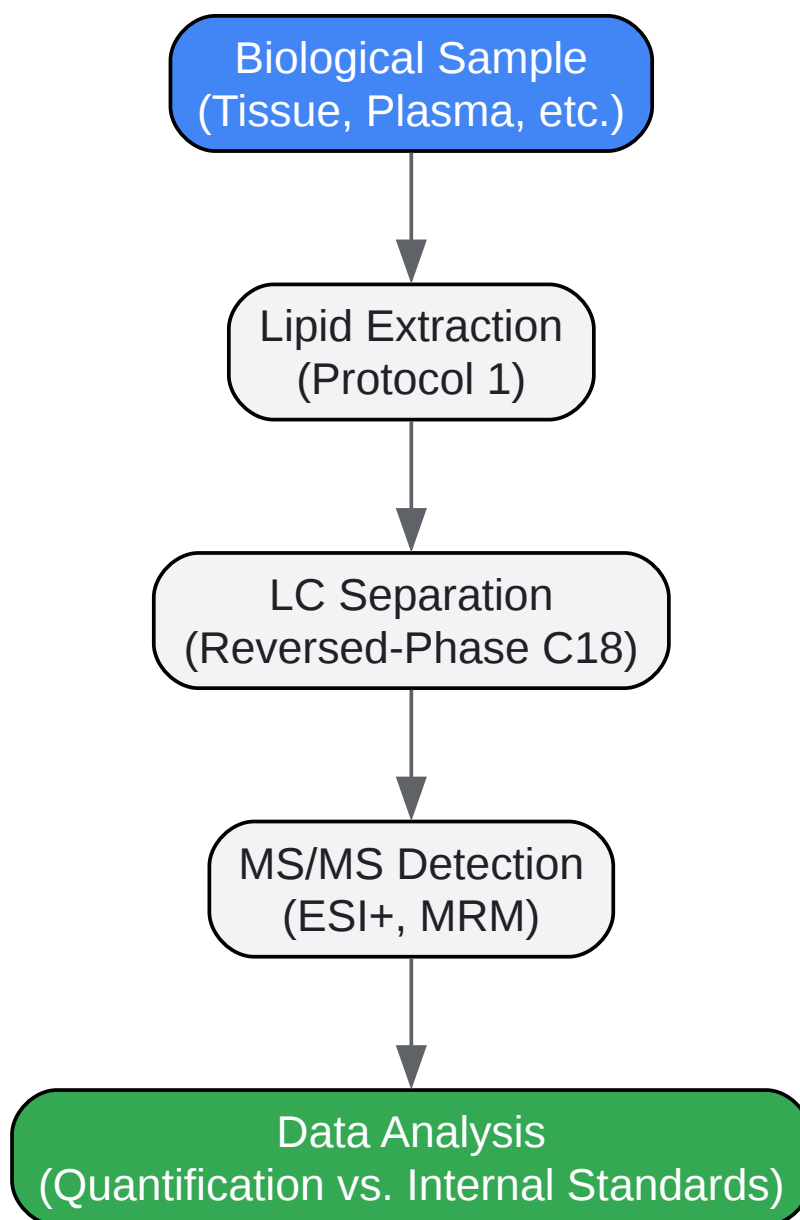 Biological Sample
(Tissue, Plasma, etc.)
Lipid Extraction
(Protocol 1)
LC Separation
(Reversed-Phase C18)
MS/MS Detection
(ESI+, MRM)
Data Analysis
(Quantification vs. Internal Standards)